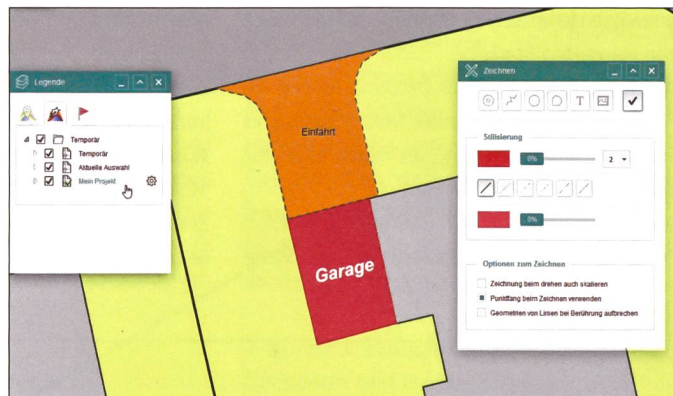 Legende
Temporär
Temporär
Aktuelle Auswahl
Mein Projekt
Einfahrt
Garage
Zeichnen
T
Stilisierung
0%
2
0%
Optionen zum Zeichnen
Zeichnung beim drehen auch skalieren
Punktfang beim Zeichnen verwenden
Geometrien von Linien bei Berührung aufbrechen